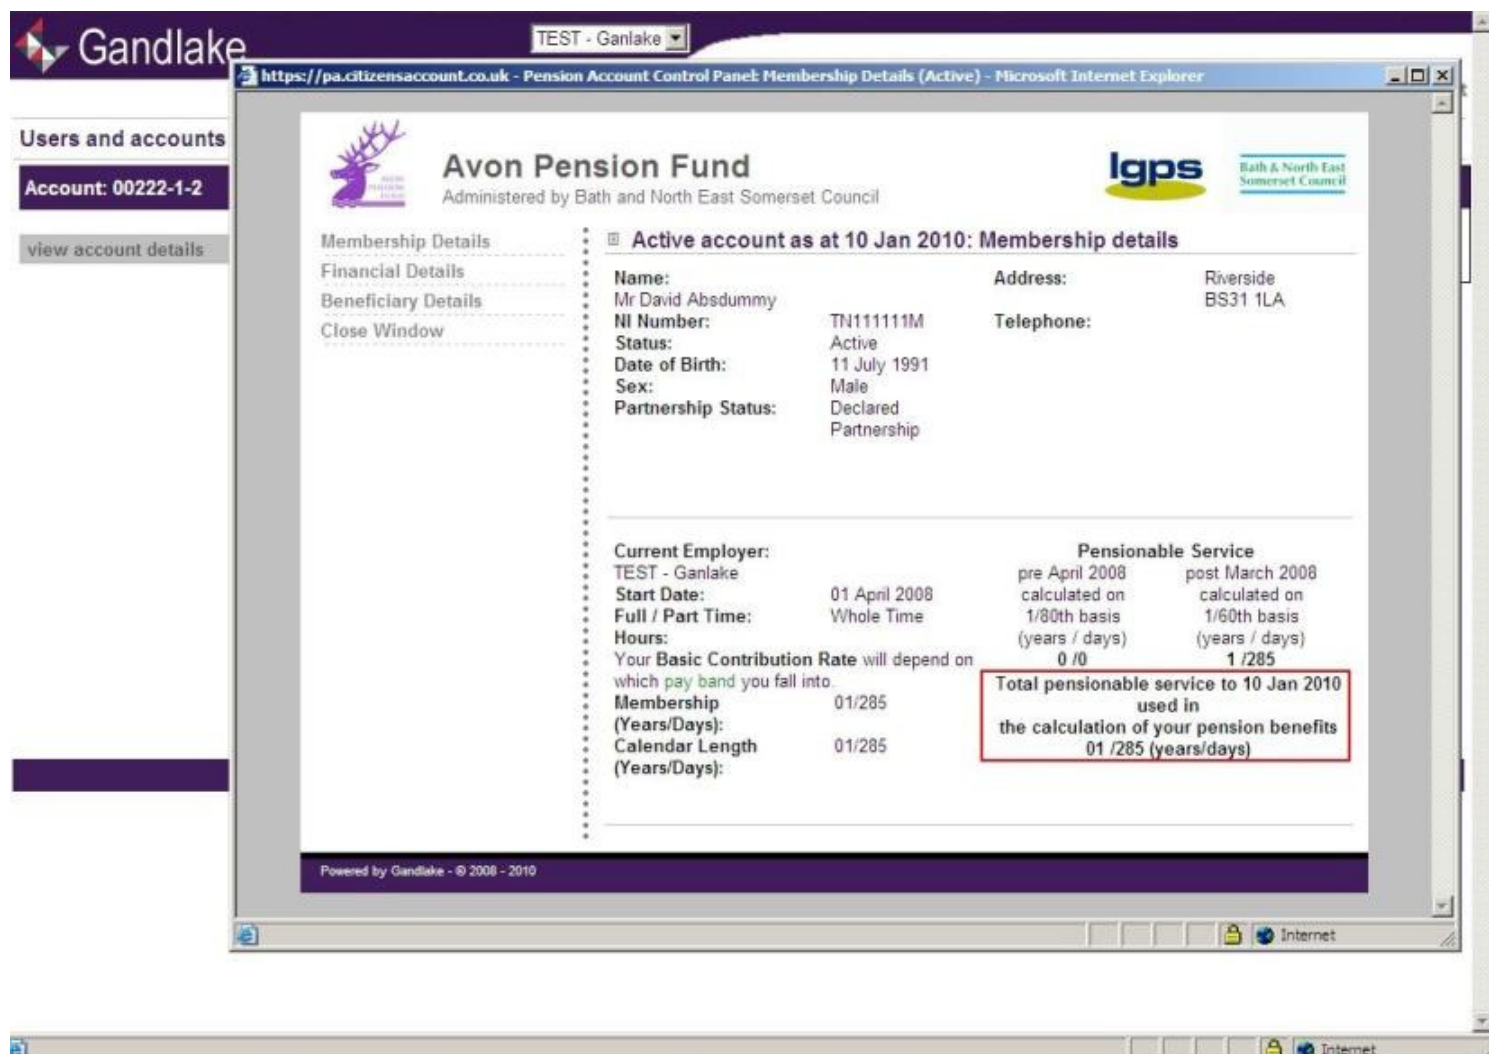 Gandlake
TEST - Ganlake
https://pa.citizensaccount.co.uk - Pension Account Control Panel: Membership Details (Active) - Microsoft Internet Explorer
Users and accounts
Account: 00222-1-2
view account details
Avon Pension Fund
Administered by Bath and North East Somerset Council
lgps
Bath & North East
Somerset Council
Membership Details
Financial Details
Beneficiary Details
Close Window
Active account as at 10 Jan 2010: Membership details
Name:
Mr David Absdummy
NI Number: TN111111M
Status: Active
Date of Birth: 11 July 1991
Sex: Male
Partnership Status: Declared
Partnership
Address: Riverside
BS31 1LA
Telephone:
Current Employer:
TEST - Ganlake
Start Date: 01 April 2008
Full / Part Time: Whole Time
Hours:
Your Basic Contribution Rate will depend on
which pay band you fall into.
Membership 01/285
(Years/Days):
Calendar Length 01/285
(Years/Days):
Pensionable Service
pre April 2008 post March 2008
calculated on calculated on
1/80th basis 1/60th basis
(years / days) (years / days)
0 /0 1 /285
Total pensionable service to 10 Jan 2010
used in
the calculation of your pension benefits
01 /285 (years/days)
Powered by Gandlake - © 2008 - 2010
Internet
Internet